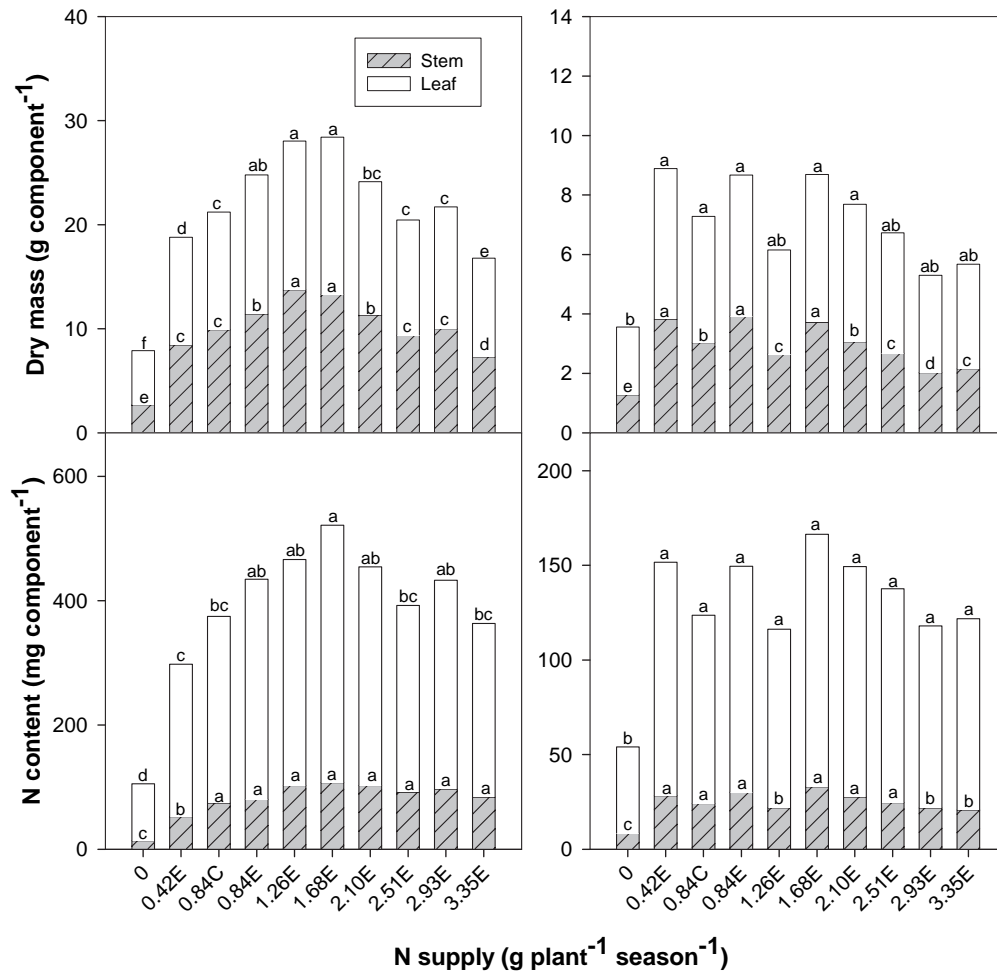 40
30
20
10
0
Dry mass (g component⁻¹)
Stem
Leaf
f d c ab a a bc c c e
e c c b a a b c c d
14
12
10
8
6
4
2
0
b a a a ab a a ab ab ab
e a b a c a b c d c
600
400
200
0
N content (mg component⁻¹)
d c bc ab ab a ab bc ab bc
c b a a a a a a a a
200
150
100
50
0
b a a a a a a a a a
c a a a b a a a b b
0 0.42E 0.84C 0.84E 1.26E 1.68E 2.10E 2.51E 2.93E 3.35E
0 0.42E 0.84C 0.84E 1.26E 1.68E 2.10E 2.51E 2.93E 3.35E
N supply (g plant⁻¹ season⁻¹)